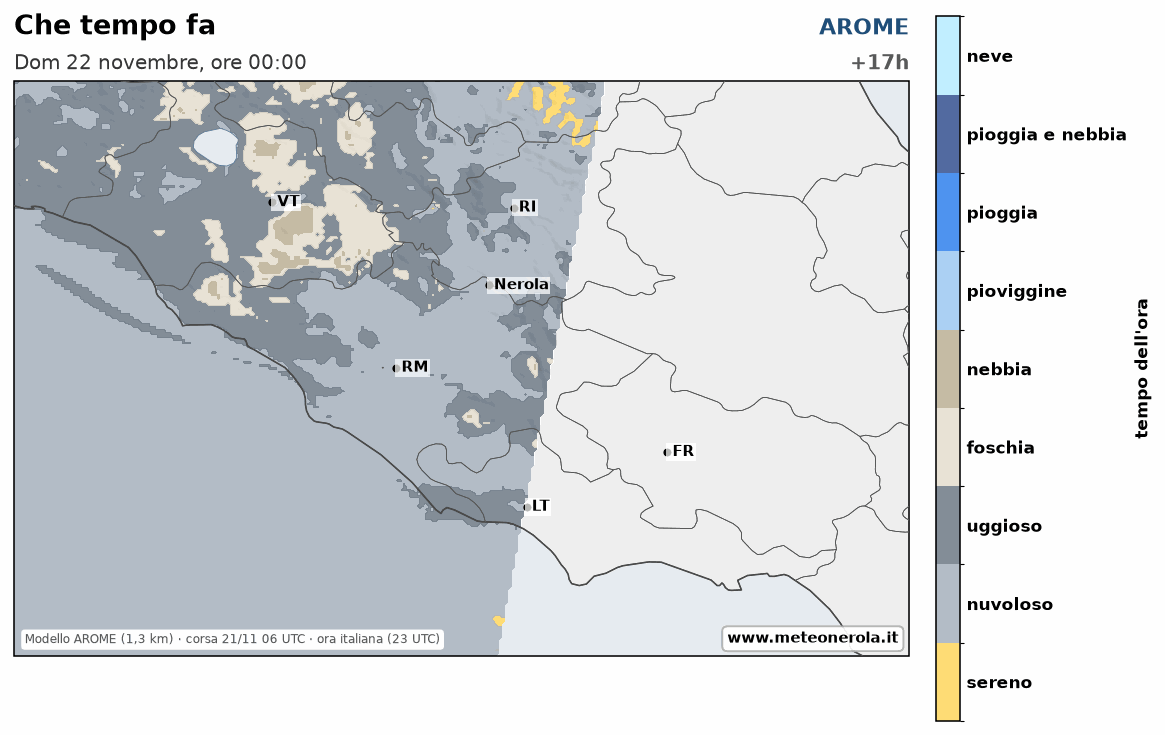 Che tempo fa
AROME
Dom 22 novembre, ore 00:00
+17h
neve
pioggia e nebbia
pioggia
pioviggine
nebbia
foschia
uggioso
nuvoloso
sereno
tempo dell'ora
VT
RI
Nerola
RM
FR
LT
Modello AROME (1,3 km) · corsa 21/11 06 UTC · ora italiana (23 UTC)
www.meteonerola.it